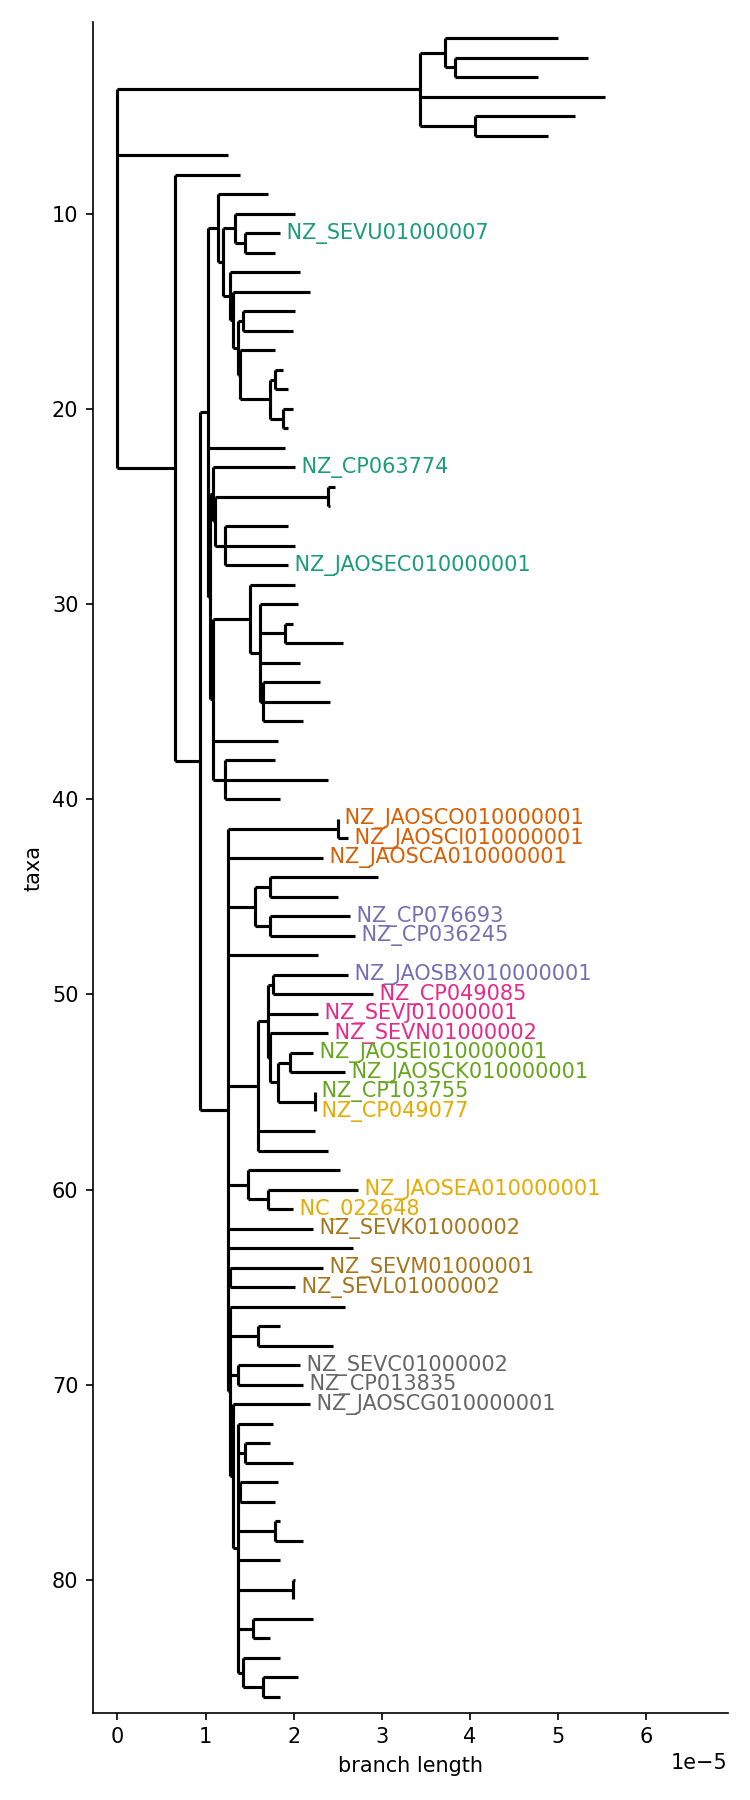 NZ_SEVU01000007
NZ_CP063774
NZ_JAOSEC010000001
NZ_JAOSCO010000001
NZ_JAOSCI010000001
NZ_JAOSCA010000001
NZ_CP076693
NZ_CP036245
NZ_JAOSBX010000001
NZ_CP049085
NZ_SEVJ01000001
NZ_SEVN01000002
NZ_JAOSEI010000001
NZ_JAOSCK010000001
NZ_CP103755
NZ_CP049077
NZ_JAOSEA010000001
NC_022648
NZ_SEVK01000002
NZ_SEVM01000001
NZ_SEVL01000002
NZ_SEVC01000002
NZ_CP013835
NZ_JAOSCG010000001
10
20
30
40
50
60
70
80
taxa
0 1 2 3 4 5 6
1e−5
branch length